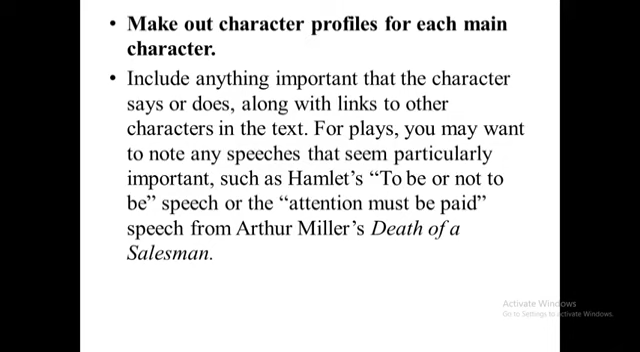 • Make out character profiles for each main
character.
• Include anything important that the character
says or does, along with links to other
characters in the text. For plays, you may want
to note any speeches that seem particularly
important, such as Hamlet’s “To be or not to
be” speech or the “attention must be paid”
speech from Arthur Miller’s Death of a
Salesman.
Activate Windows
Go to Settings to activate Windows.